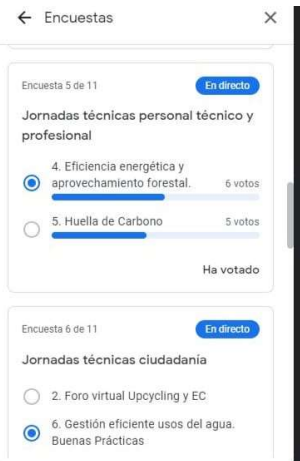 Encuestas
Encuesta 5 de 11
En directo
Jornadas técnicas personal técnico y
profesional
4. Eficiencia energética y
aprovechamiento forestal.
6 votos
5. Huella de Carbono
5 votos
Ha votado
Encuesta 6 de 11
En directo
Jornadas técnicas ciudadanía
2. Foro virtual Upcycling y EC
6. Gestión eficiente usos del agua.
Buenas Prácticas